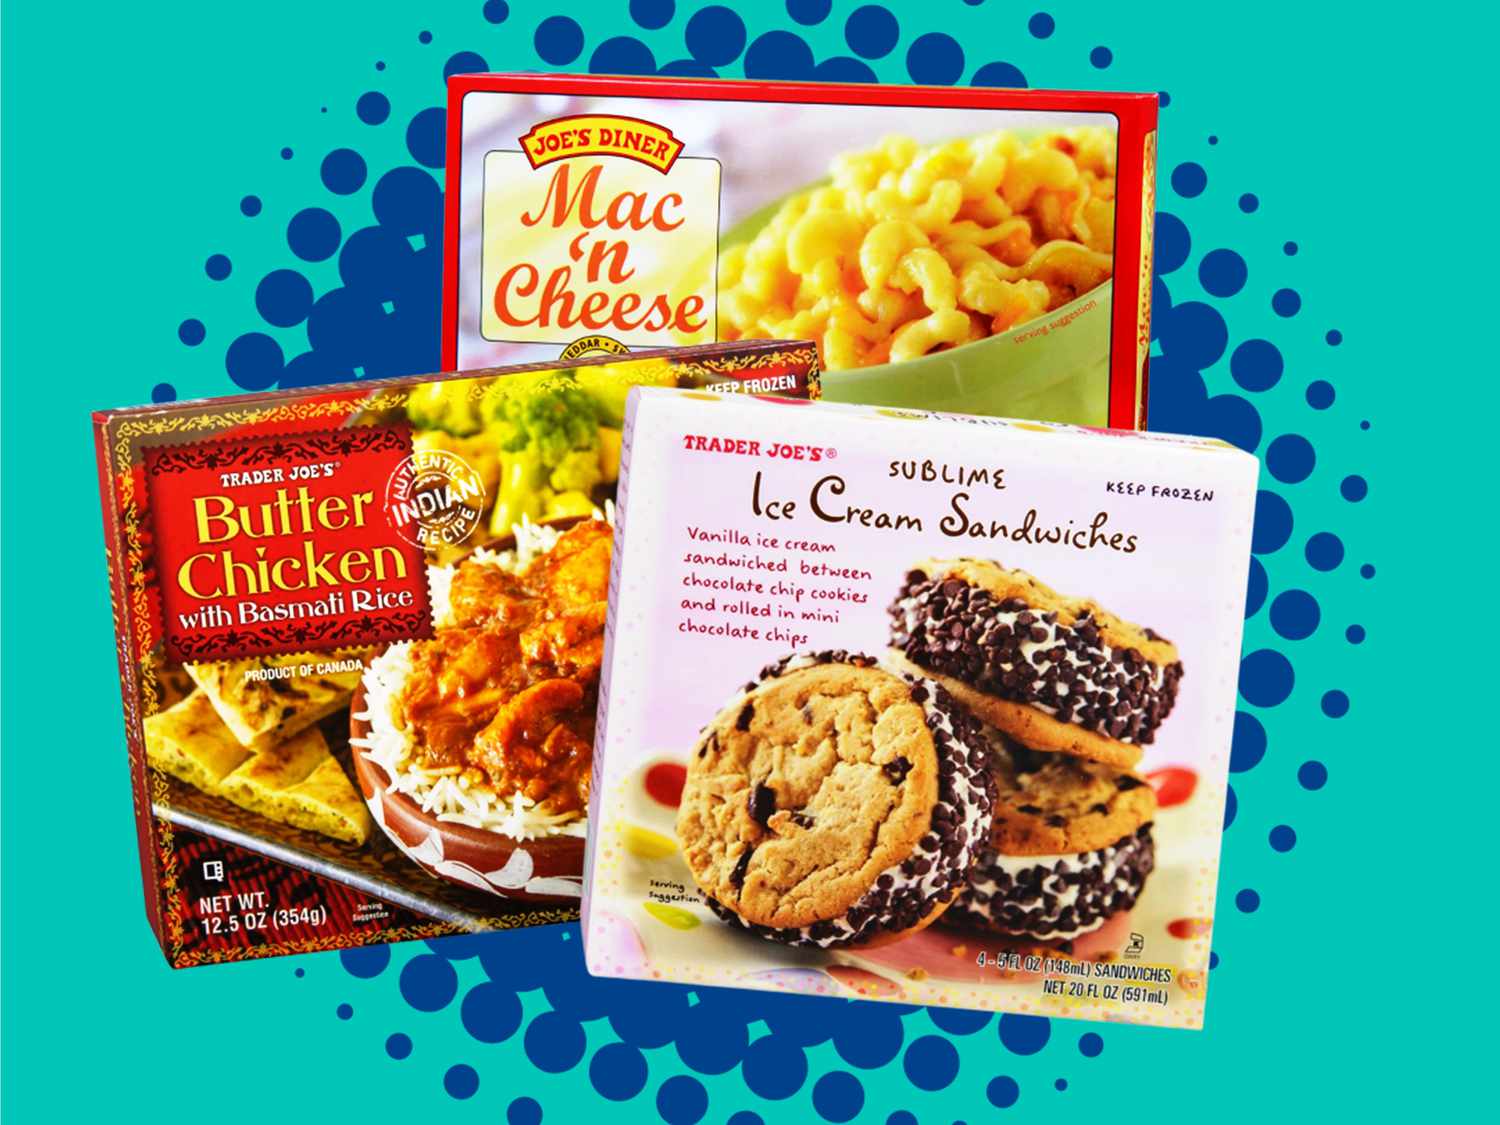 JOE'S DINER
Mac
'n
Cheese
serving suggestion
KEEP FROZEN
TRADER JOE'S®
Butter
Chicken
with Basmati Rice
AUTHENTIC
INDIAN
RECIPE
PRODUCT OF CANADA
NET WT.
12.5 OZ (354g)
Serving
Suggestion
TRADER JOE'S®
SUBLIME
Ice Cream Sandwiches
KEEP FROZEN
Vanilla ice cream
sandwiched between
chocolate chip cookies
and rolled in mini
chocolate chips
serving
suggestion
4 - 5 FL OZ (148mL) SANDWICHES
NET 20 FL OZ (591mL)